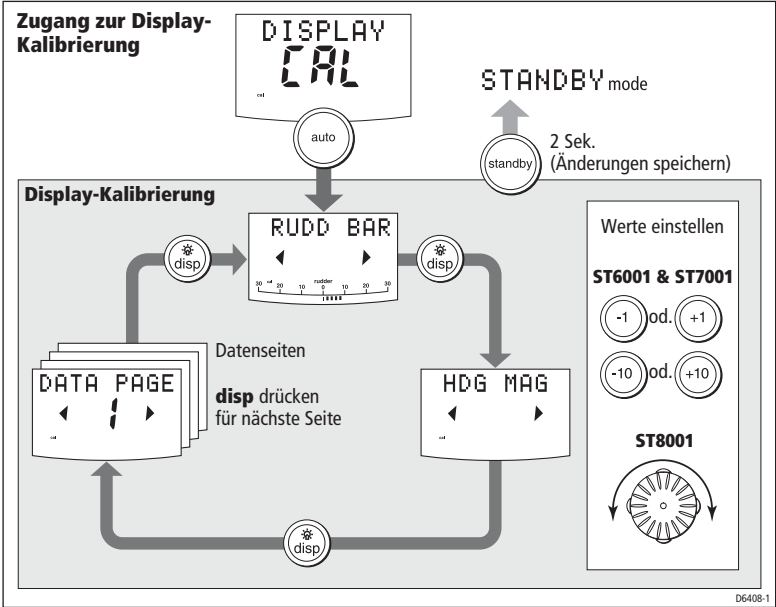 Zugang zur Display-
Kalibrierung
DISPLAY
CAL
cal
auto
STANDBY mode
standby
2 Sek.
(Änderungen speichern)
Display-Kalibrierung
disp
RUDD BAR
cal
rudder
30 20 10 0 10 20 30
disp
Datenseiten
disp drücken
für nächste Seite
DATA PAGE
1
cal
HDG MAG
cal
disp
Werte einstellen
ST6001 & ST7001
-1 od. +1
-10 od. +10
ST8001
D6408-1